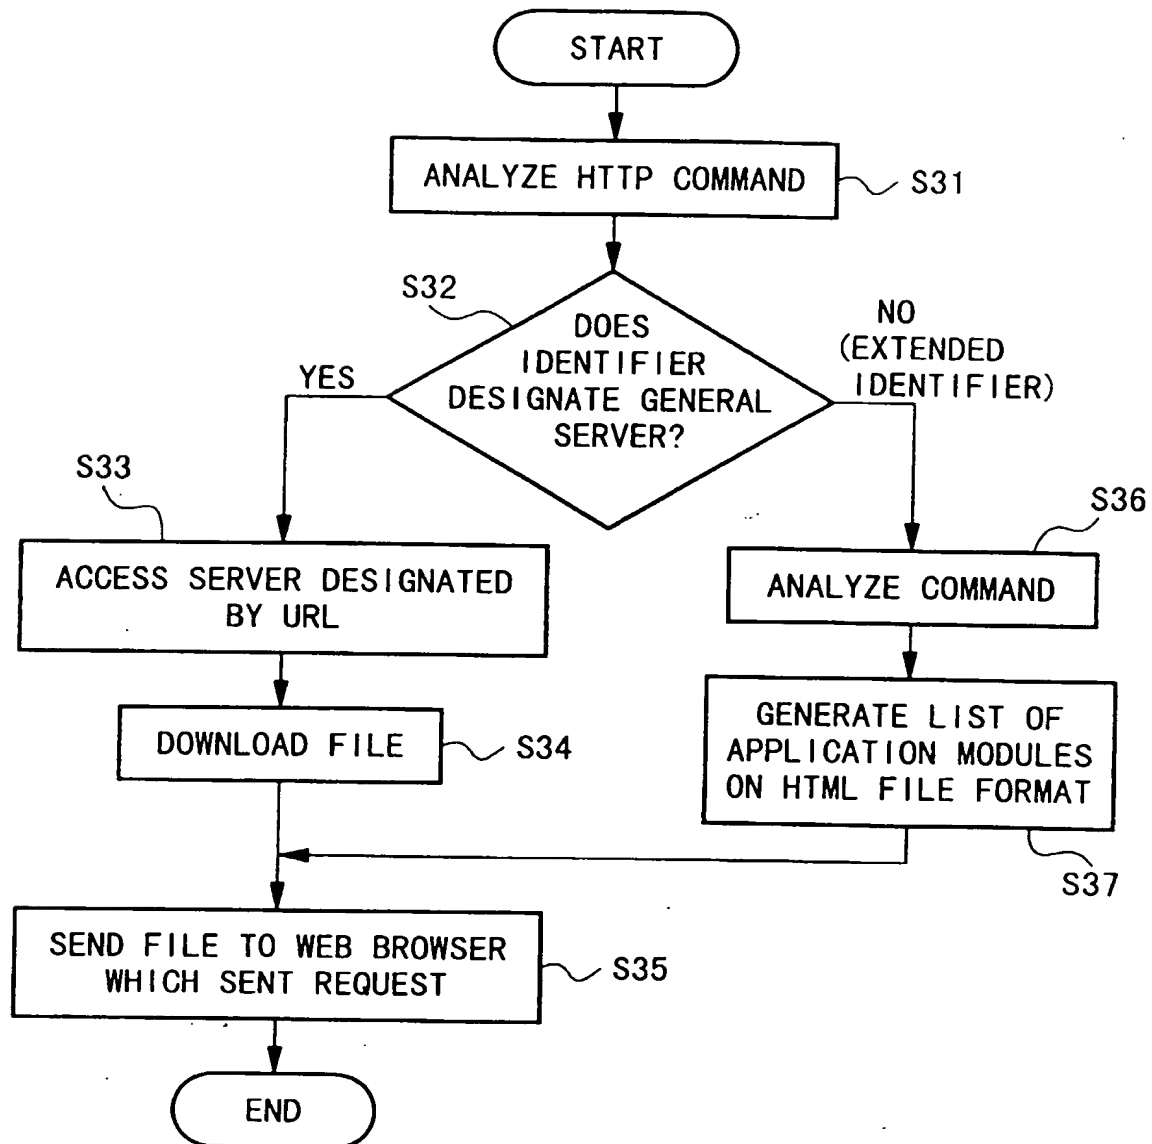 START
ANALYZE HTTP COMMAND
S31
S32
DOES
IDENTIFIER
DESIGNATE GENERAL
SERVER?
YES
NO
(EXTENDED
IDENTIFIER)
S33
ACCESS SERVER DESIGNATED
BY URL
S36
ANALYZE COMMAND
DOWNLOAD FILE
S34
GENERATE LIST OF
APPLICATION MODULES
ON HTML FILE FORMAT
S37
SEND FILE TO WEB BROWSER
WHICH SENT REQUEST
S35
END